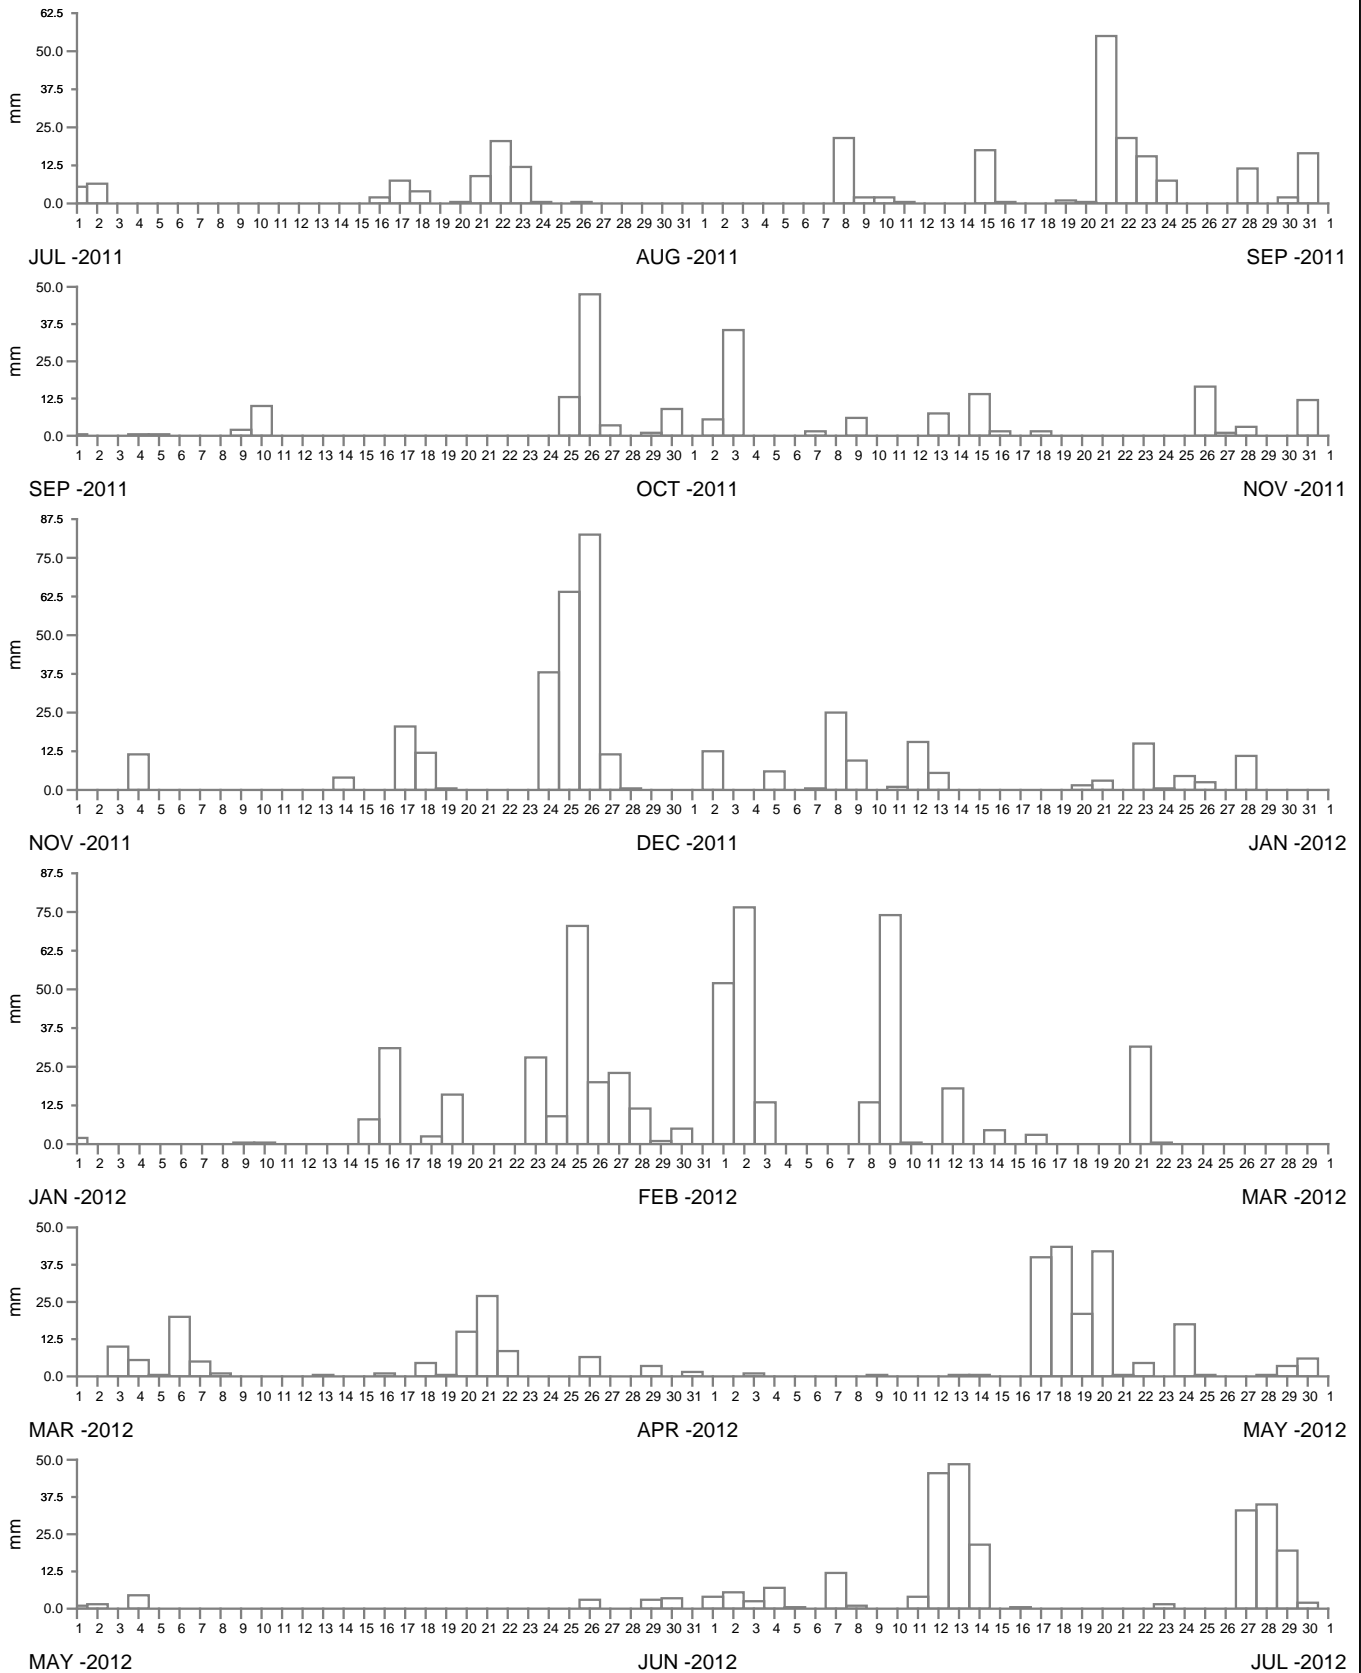 62.5
50.0
37.5
25.0
12.5
0.0
mm
1 2 3 4 5 6 7 8 9 10 11 12 13 14 15 16 17 18 19 20 21 22 23 24 25 26 27 28 29 30 31 1 2 3 4 5 6 7 8 9 10 11 12 13 14 15 16 17 18 19 20 21 22 23 24 25 26 27 28 29 30 31 1
JUL -2011 AUG -2011 SEP -2011
50.0
37.5
25.0
12.5
0.0
mm
1 2 3 4 5 6 7 8 9 10 11 12 13 14 15 16 17 18 19 20 21 22 23 24 25 26 27 28 29 30 1 2 3 4 5 6 7 8 9 10 11 12 13 14 15 16 17 18 19 20 21 22 23 24 25 26 27 28 29 30 31 1
SEP -2011 OCT -2011 NOV -2011
87.5
75.0
62.5
50.0
37.5
25.0
12.5
0.0
mm
1 2 3 4 5 6 7 8 9 10 11 12 13 14 15 16 17 18 19 20 21 22 23 24 25 26 27 28 29 30 1 2 3 4 5 6 7 8 9 10 11 12 13 14 15 16 17 18 19 20 21 22 23 24 25 26 27 28 29 30 31 1
NOV -2011 DEC -2011 JAN -2012
87.5
75.0
62.5
50.0
37.5
25.0
12.5
0.0
mm
1 2 3 4 5 6 7 8 9 10 11 12 13 14 15 16 17 18 19 20 21 22 23 24 25 26 27 28 29 30 31 1 2 3 4 5 6 7 8 9 10 11 12 13 14 15 16 17 18 19 20 21 22 23 24 25 26 27 28 29 1
JAN -2012 FEB -2012 MAR -2012
50.0
37.5
25.0
12.5
0.0
mm
1 2 3 4 5 6 7 8 9 10 11 12 13 14 15 16 17 18 19 20 21 22 23 24 25 26 27 28 29 30 31 1 2 3 4 5 6 7 8 9 10 11 12 13 14 15 16 17 18 19 20 21 22 23 24 25 26 27 28 29 30 1
MAR -2012 APR -2012 MAY -2012
50.0
37.5
25.0
12.5
0.0
mm
1 2 3 4 5 6 7 8 9 10 11 12 13 14 15 16 17 18 19 20 21 22 23 24 25 26 27 28 29 30 31 1 2 3 4 5 6 7 8 9 10 11 12 13 14 15 16 17 18 19 20 21 22 23 24 25 26 27 28 29 30 1
MAY -2012 JUN -2012 JUL -2012